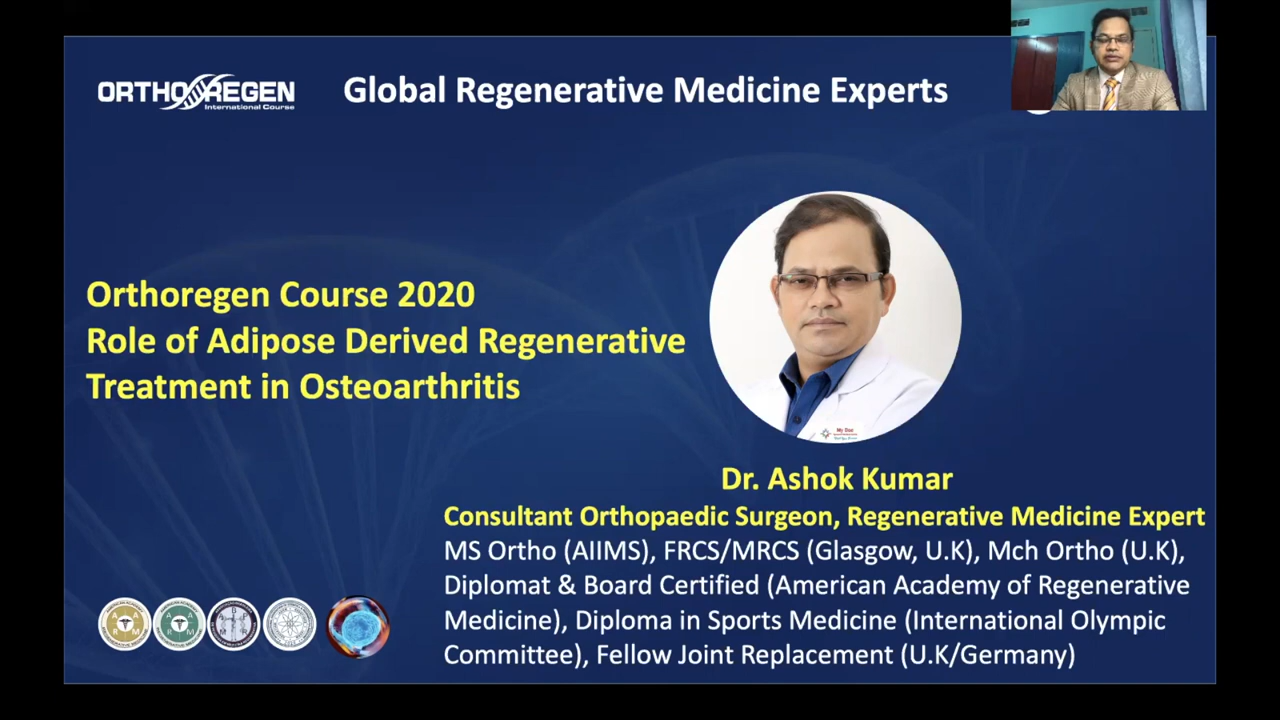 ORTHOREGEN
International Course
Global Regenerative Medicine Experts
Orthoregen Course 2020
Role of Adipose Derived Regenerative
Treatment in Osteoarthritis
Dr. Ashok Kumar
Consultant Orthopaedic Surgeon, Regenerative Medicine Expert
MS Ortho (AIIMS), FRCS/MRCS (Glasgow, U.K), Mch Ortho (U.K),
Diplomat & Board Certified (American Academy of Regenerative
Medicine), Diploma in Sports Medicine (International Olympic
Committee), Fellow Joint Replacement (U.K/Germany)